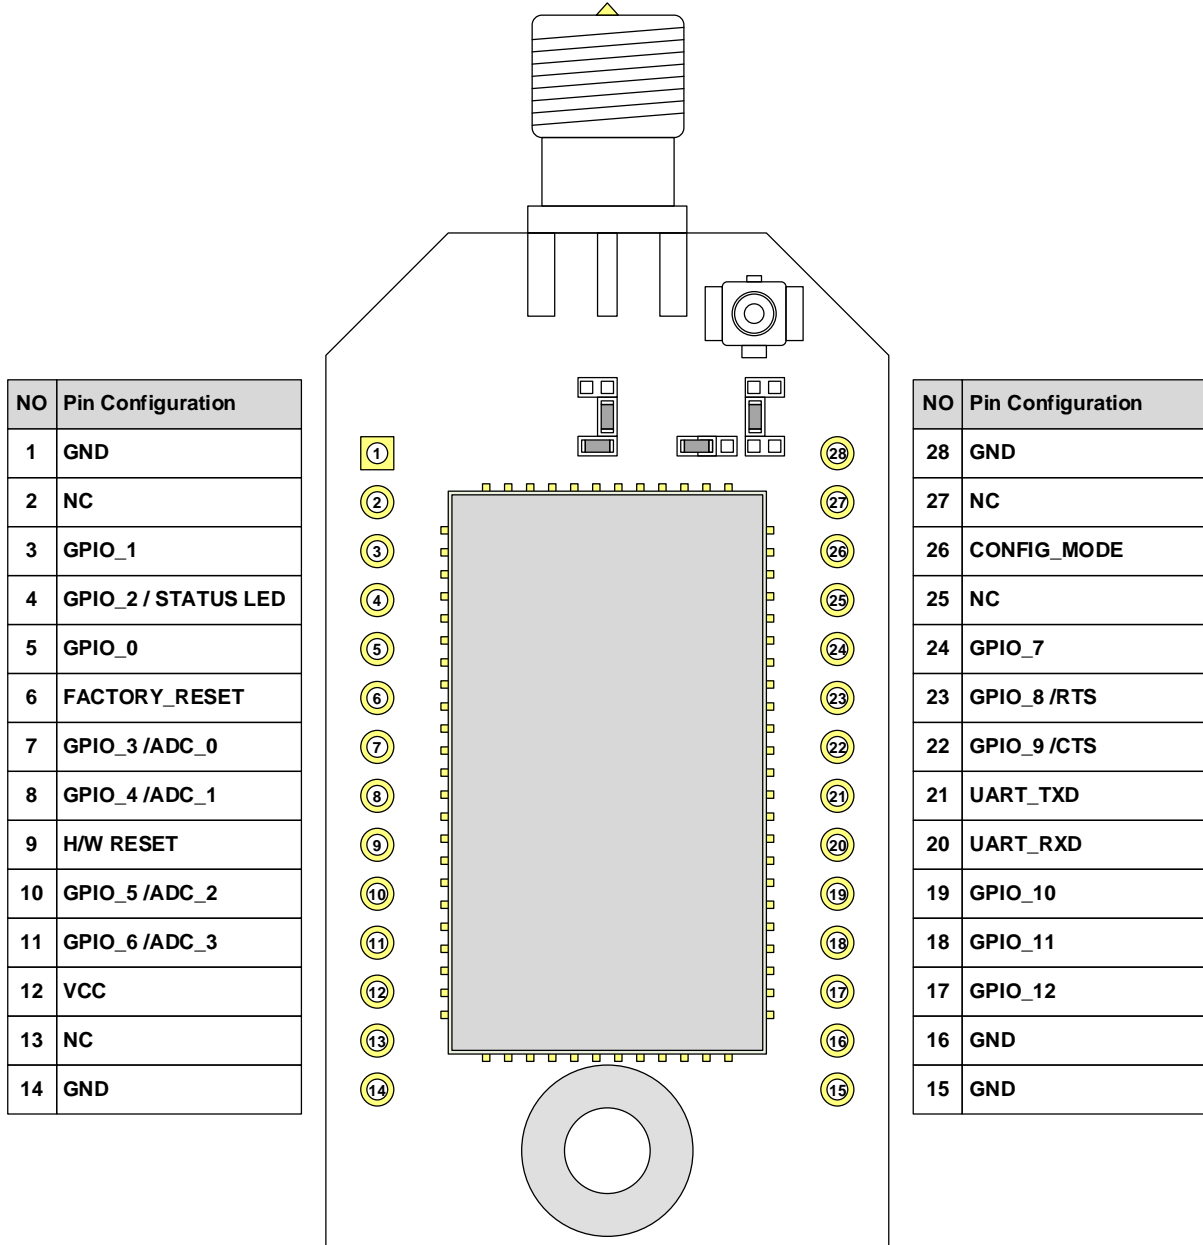 NO Pin Configuration
1 GND
2 NC
3 GPIO_1
4 GPIO_2 / STATUS LED
5 GPIO_0
6 FACTORY_RESET
7 GPIO_3 /ADC_0
8 GPIO_4 /ADC_1
9 H/W RESET
10 GPIO_5 /ADC_2
11 GPIO_6 /ADC_3
12 VCC
13 NC
14 GND
1
2
3
4
5
6
7
8
9
10
11
12
13
14
28
27
26
25
24
23
22
21
20
19
18
17
16
15
NO Pin Configuration
28 GND
27 NC
26 CONFIG_MODE
25 NC
24 GPIO_7
23 GPIO_8 /RTS
22 GPIO_9 /CTS
21 UART_TXD
20 UART_RXD
19 GPIO_10
18 GPIO_11
17 GPIO_12
16 GND
15 GND